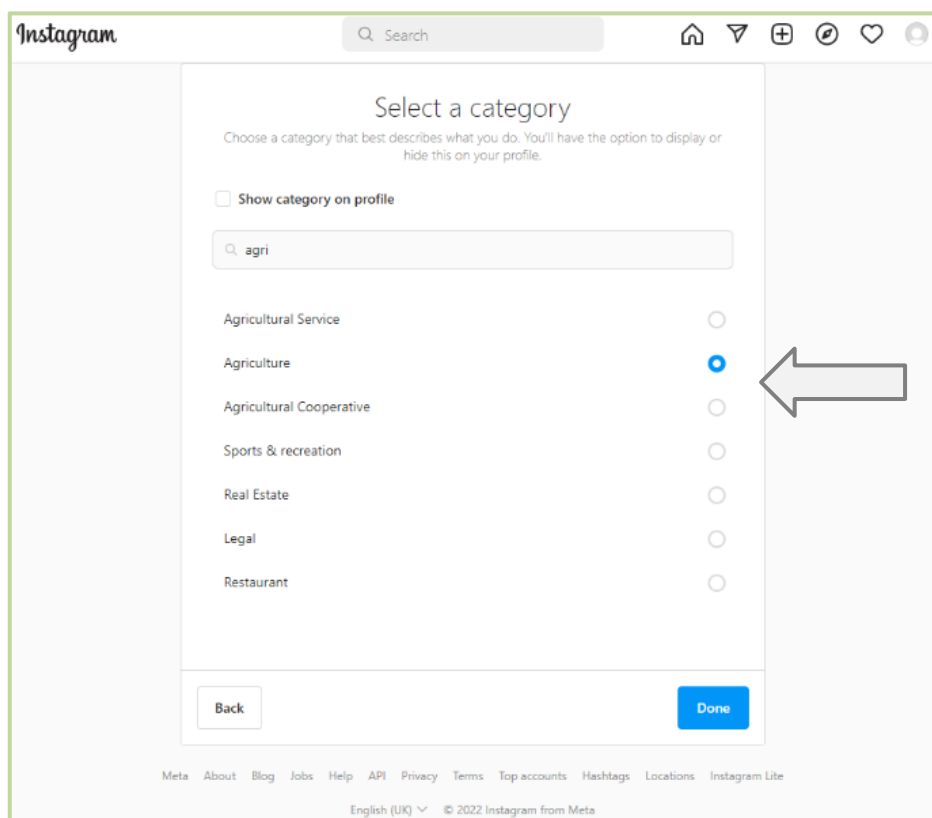 Instagram
Search
Select a category
Choose a category that best describes what you do. You'll have the option to display or
hide this on your profile.
Show category on profile
agri
Agricultural Service
Agriculture
Agricultural Cooperative
Sports & recreation
Real Estate
Legal
Restaurant
Back Done
Meta About Blog Jobs Help API Privacy Terms Top accounts Hashtags Locations Instagram Lite
English (UK) © 2022 Instagram from Meta